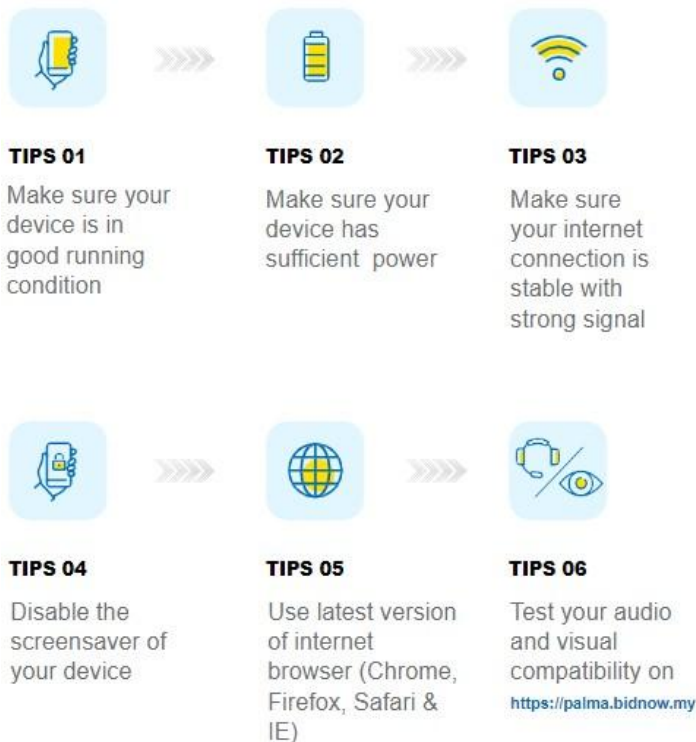 TIPS 01
Make sure your
device is in
good running
condition
TIPS 02
Make sure your
device has
sufficient power
TIPS 03
Make sure
your internet
connection is
stable with
strong signal
TIPS 04
Disable the
screensaver of
your device
TIPS 05
Use latest version
of internet
browser (Chrome,
Firefox, Safari &
IE)
TIPS 06
Test your audio
and visual
compatibility on
https://palma.bidnow.my